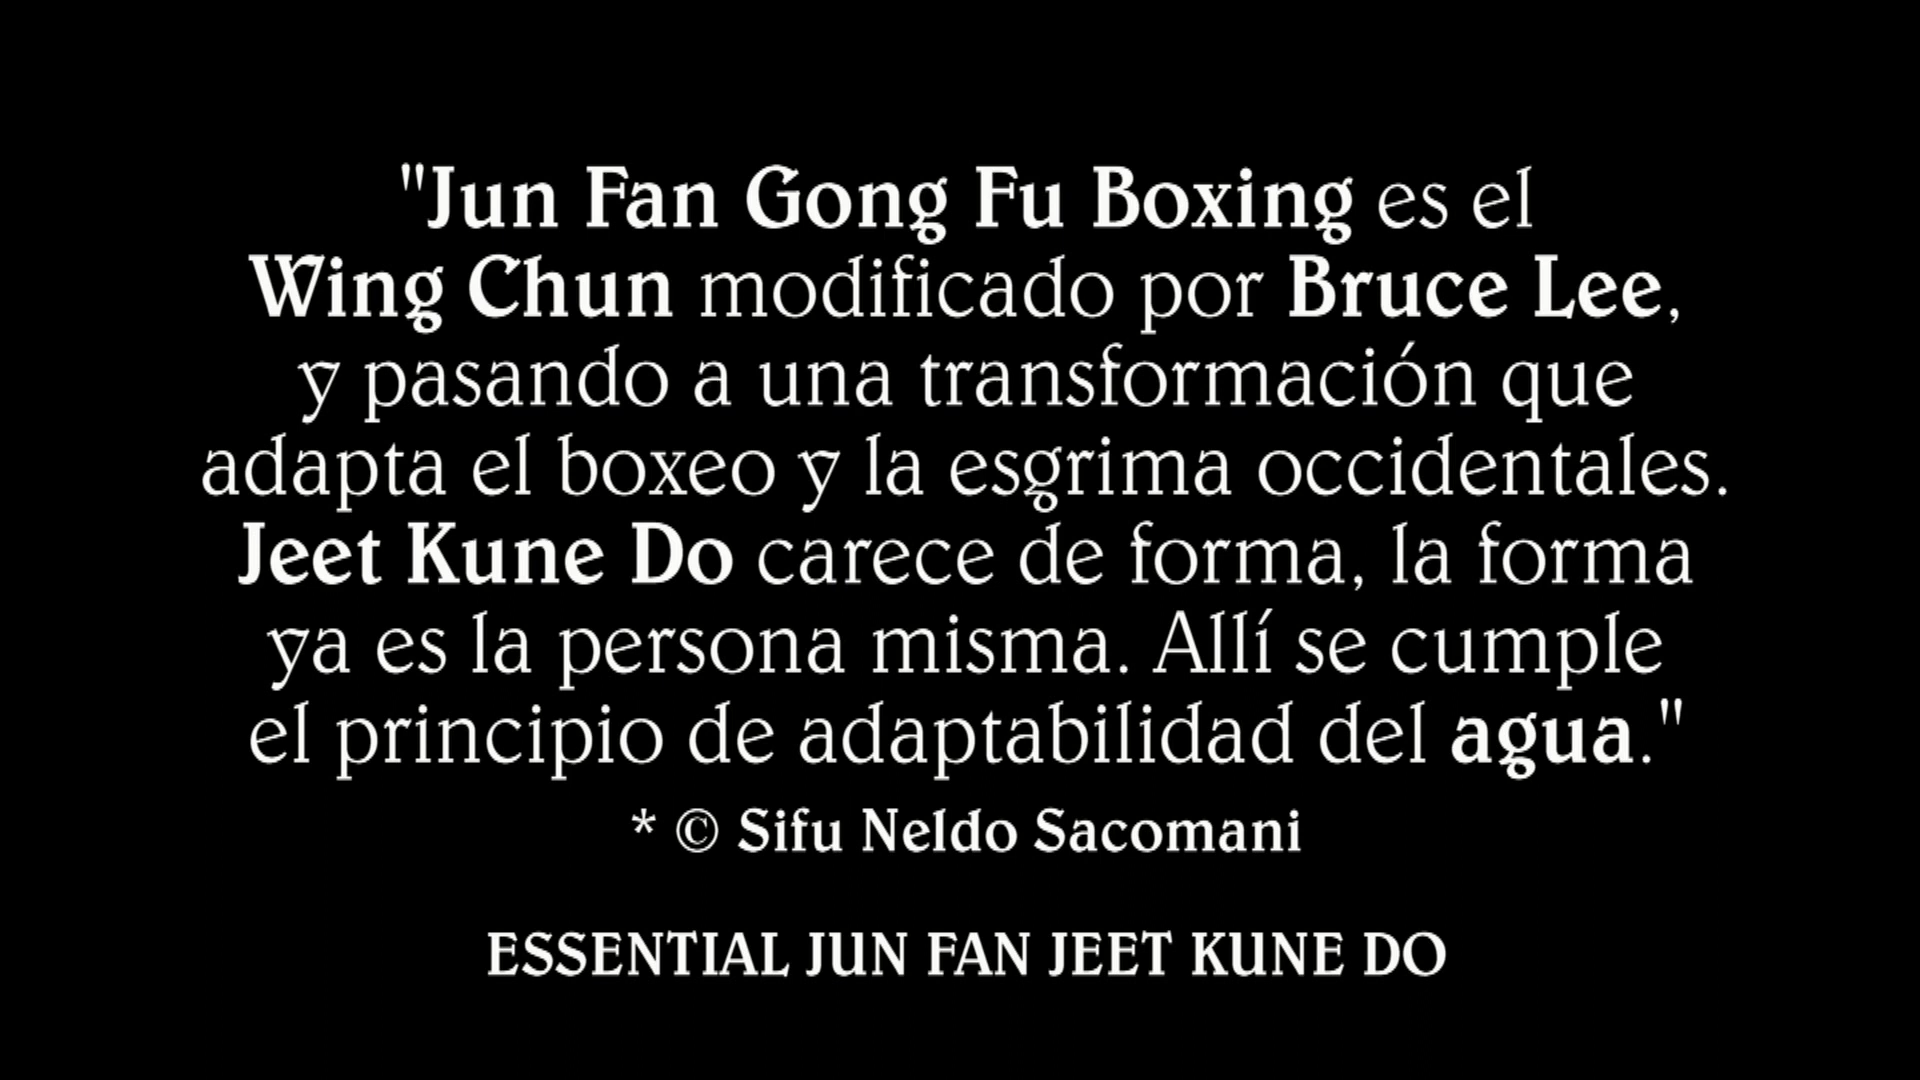 "Jun Fan Gong Fu Boxing es el
Wing Chun modificado por Bruce Lee,
y pasando a una transformación que
adapta el boxeo y la esgrima occidentales.
Jeet Kune Do carece de forma, la forma
ya es la persona misma. Allí se cumple
el principio de adaptabilidad del agua."
* © Sifu Neldo Sacomani
ESSENTIAL JUN FAN JEET KUNE DO